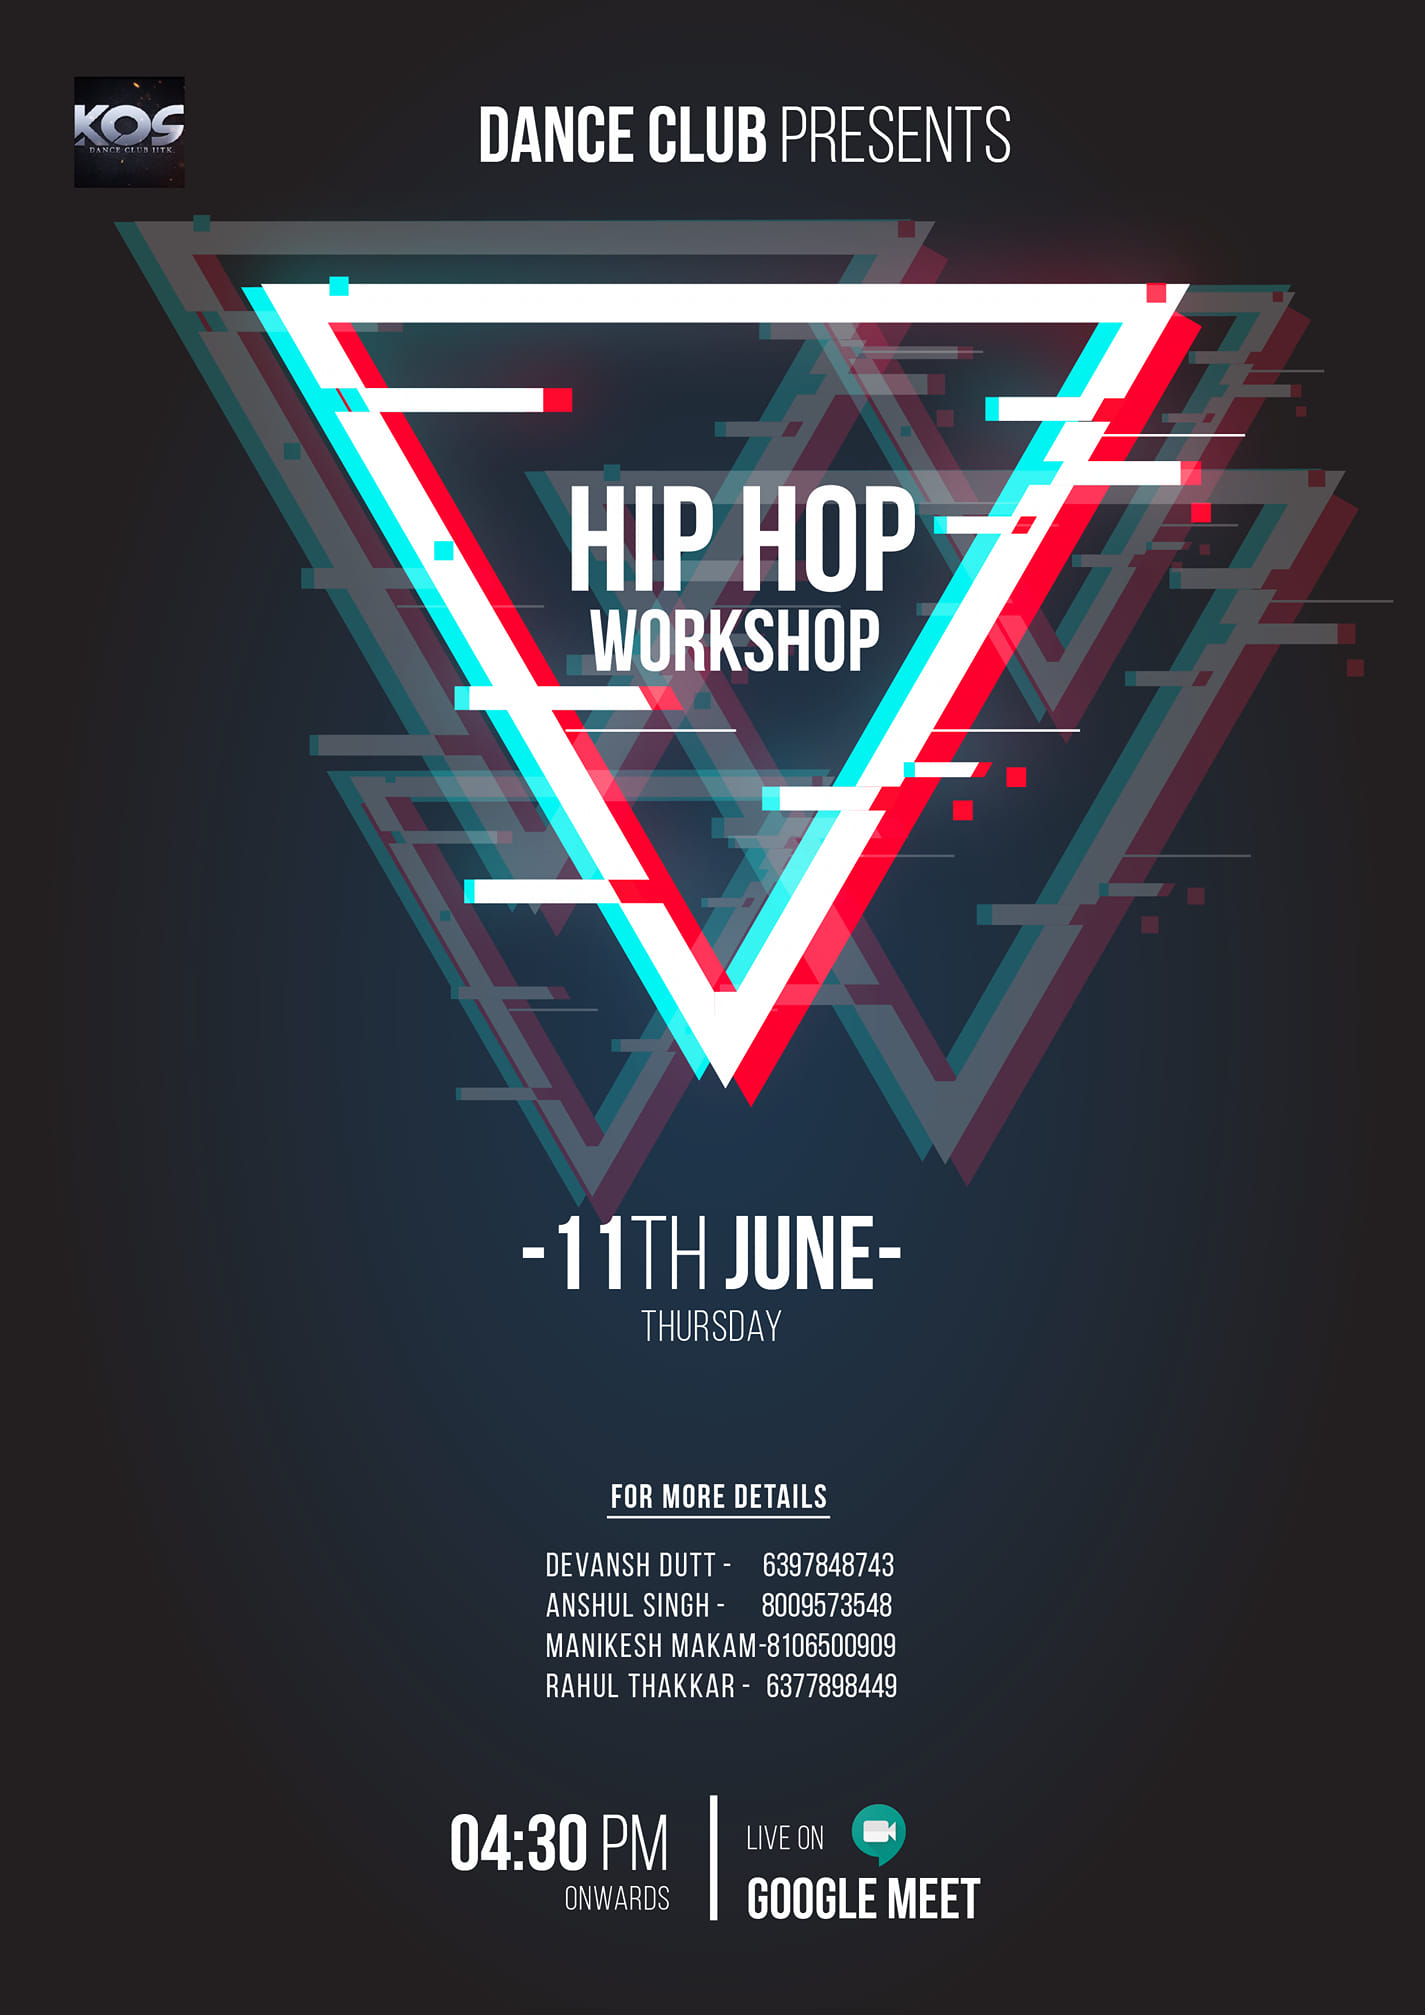 KOS
DANCE CLUB IITK.
DANCE CLUB PRESENTS
HIP HOP
WORKSHOP
-11TH JUNE-
THURSDAY
FOR MORE DETAILS
DEVANSH DUTT - 6397848743
ANSHUL SINGH - 8009573548
MANIKESH MAKAM-8106500909
RAHUL THAKKAR - 6377898449
04:30 PM
ONWARDS
LIVE ON
GOOGLE MEET